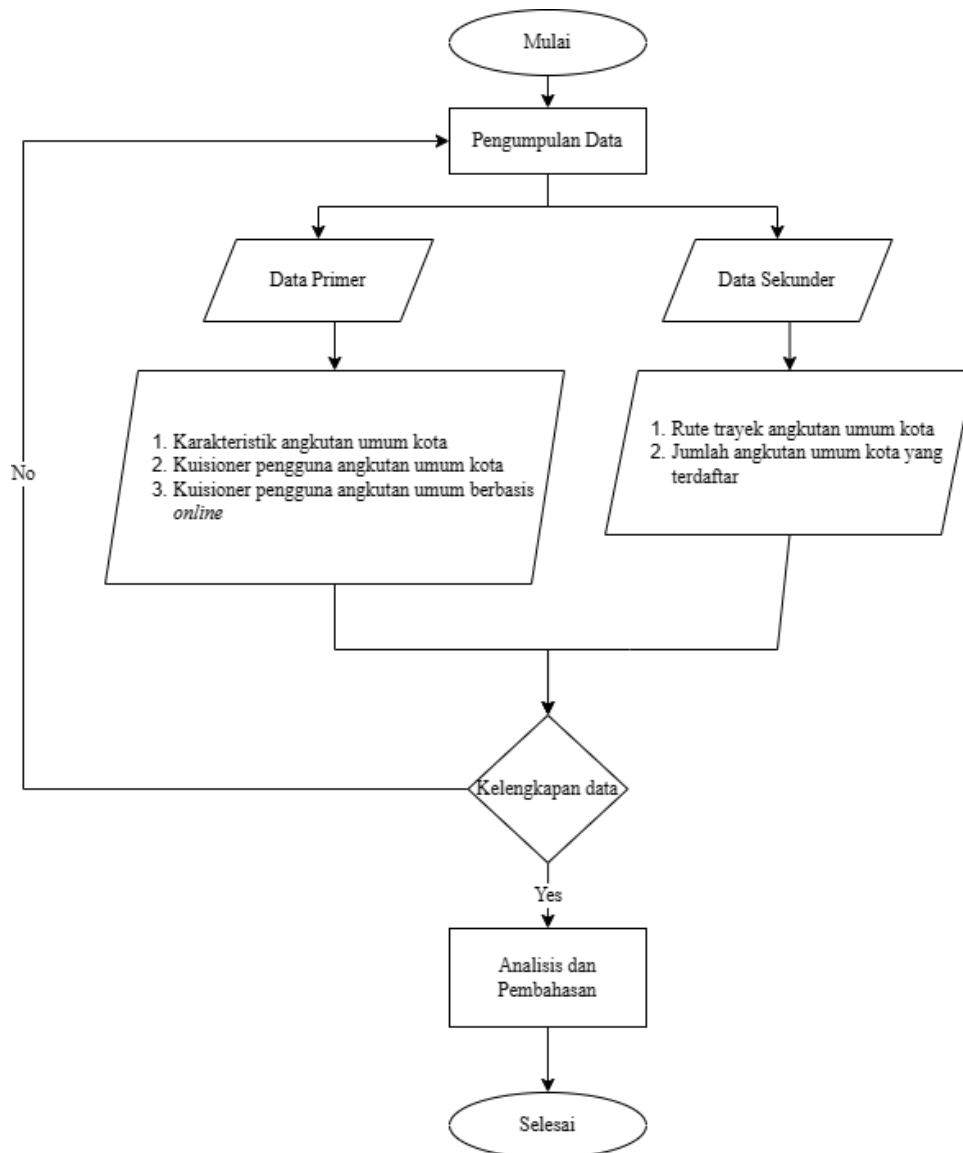 Mulai
Pengumpulan Data
Data Primer
Data Sekunder
1. Karakteristik angkutan umum kota
2. Kuisioner pengguna angkutan umum kota
3. Kuisioner pengguna angkutan umum berbasis
online
1. Rute trayek angkutan umum kota
2. Jumlah angkutan umum kota yang
terdaftar
No
Kelengkapan data
Yes
Analisis dan
Pembahasan
Selesai